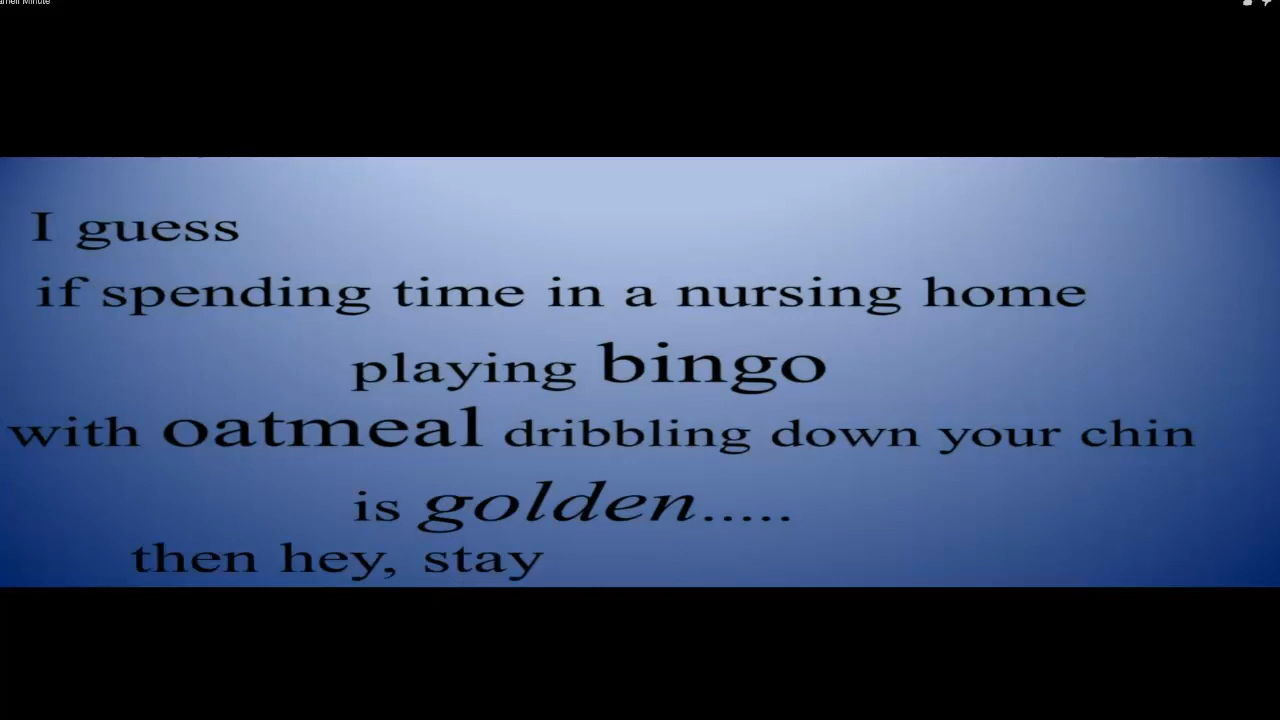 Minute
I guess
if spending time in a nursing home
playing bingo
with oatmeal dribbling down your chin
is golden.....
then hey, stay